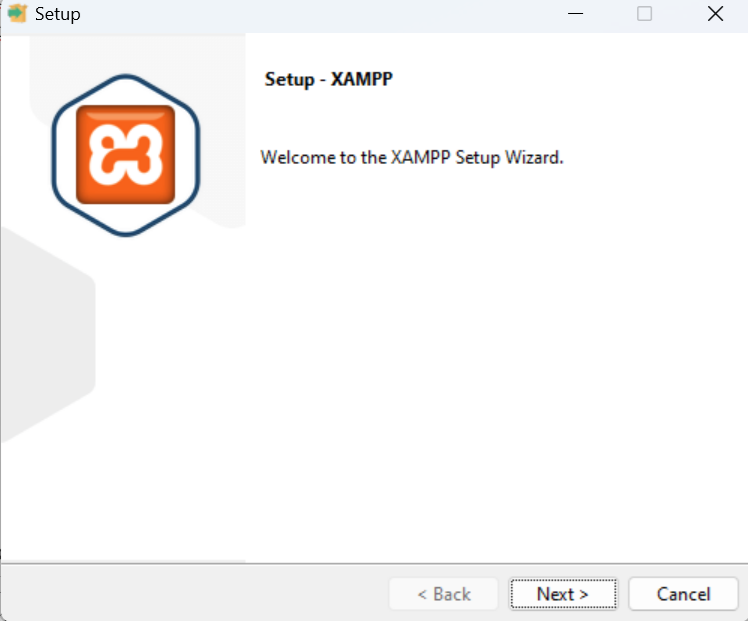 Setup
Setup - XAMPP
Welcome to the XAMPP Setup Wizard.
< Back
Next >
Cancel